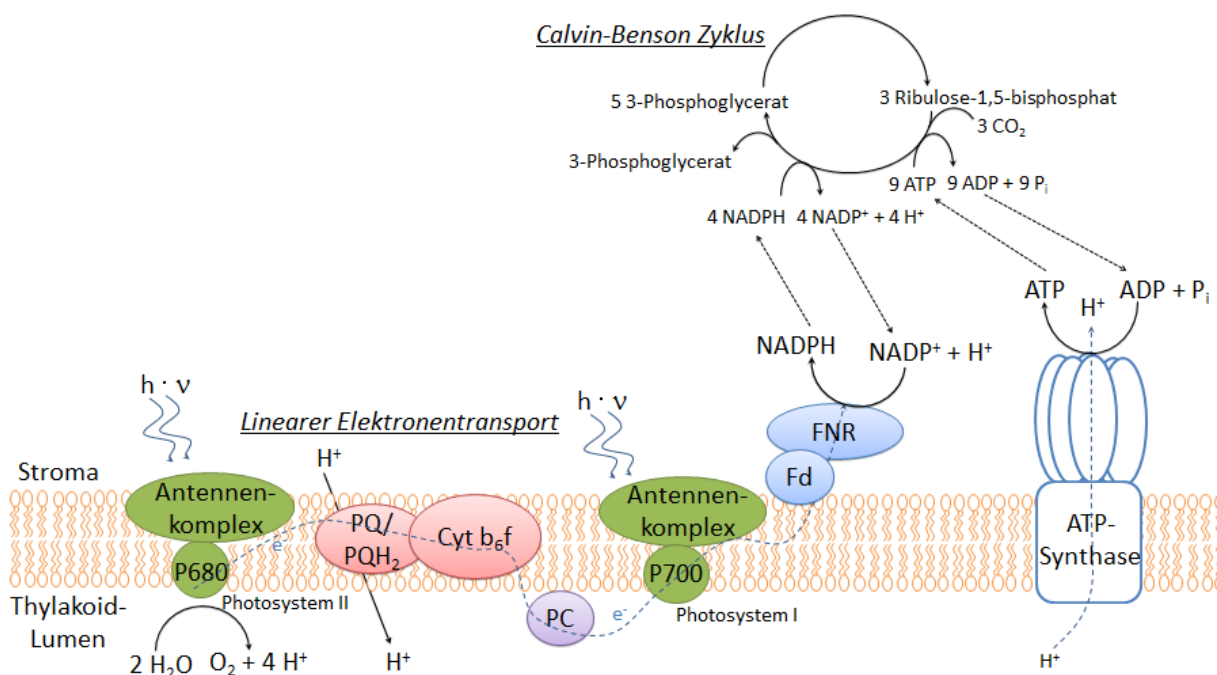 Calvin-Benson Zyklus
5 3-Phosphoglycerat
3 Ribulose-1,5-bisphosphat
3 CO₂
3-Phosphoglycerat
9 ATP
9 ADP + 9 Pᵢ
4 NADPH
4 NADP⁺ + 4 H⁺
ATP
H⁺
ADP + Pᵢ
NADPH
NADP⁺ + H⁺
h · ν
Linearer Elektronentransport
h · ν
FNR
Fd
Stroma
H⁺
Antennen-
komplex
PQ/
PQH₂
Cyt b₆f
Antennen-
komplex
ATP-
Synthase
e⁻
P680
P700
Photosystem II
Photosystem I
Thylakoid-
Lumen
PC
e⁻
2 H₂O
O₂ + 4 H⁺
H⁺
H⁺